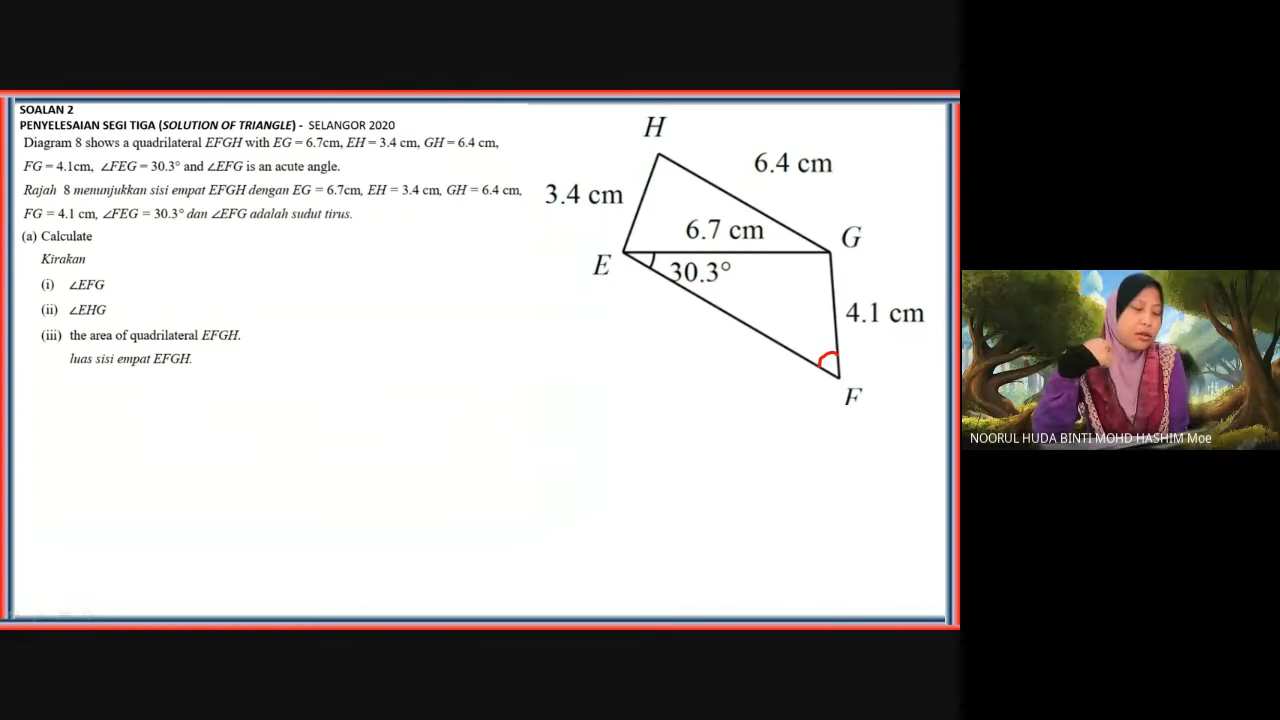 SOALAN 2
PENYELESAIAN SEGI TIGA (SOLUTION OF TRIANGLE) - SELANGOR 2020
Diagram 8 shows a quadrilateral EFGH with EG = 6.7cm, EH = 3.4 cm, GH = 6.4 cm,
FG = 4.1cm, ∠FEG = 30.3° and ∠EFG is an acute angle.
Rajah 8 menunjukkan sisi empat EFGH dengan EG = 6.7cm, EH = 3.4 cm, GH = 6.4 cm,
FG = 4.1 cm, ∠FEG = 30.3° dan ∠EFG adalah sudut tirus.
(a) Calculate
Kirakan
(i) ∠EFG
(ii) ∠EHG
(iii) the area of quadrilateral EFGH.
luas sisi empat EFGH.
H
6.4 cm
3.4 cm
6.7 cm
G
E
30.3°
4.1 cm
F
NOORUL HUDA BINTI MOHD HASHIM Moe